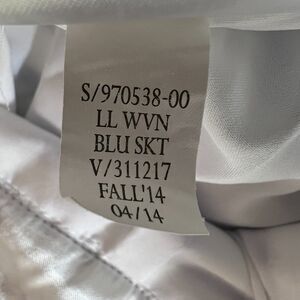 S/970538-00
LL WVN
BLU SKT
V/311217
FALL'14
04/14